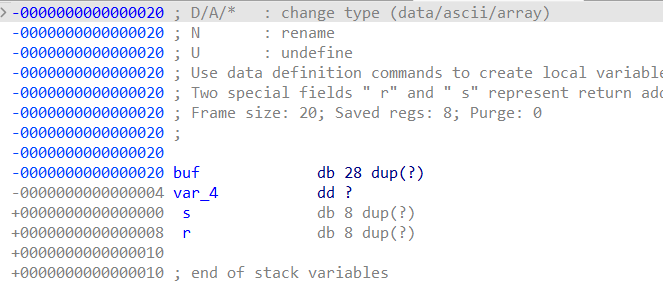 -0000000000000020 ; D/A/* : change type (data/ascii/array)
-0000000000000020 ; N : rename
-0000000000000020 ; U : undefine
-0000000000000020 ; Use data definition commands to create local variable
-0000000000000020 ; Two special fields " r" and " s" represent return add
-0000000000000020 ; Frame size: 20; Saved regs: 8; Purge: 0
-0000000000000020 ;
-0000000000000020
-0000000000000020 buf db 28 dup(?)
-0000000000000004 var_4 dd ?
+0000000000000000 s db 8 dup(?)
+0000000000000008 r db 8 dup(?)
+0000000000000010
+0000000000000010 ; end of stack variables